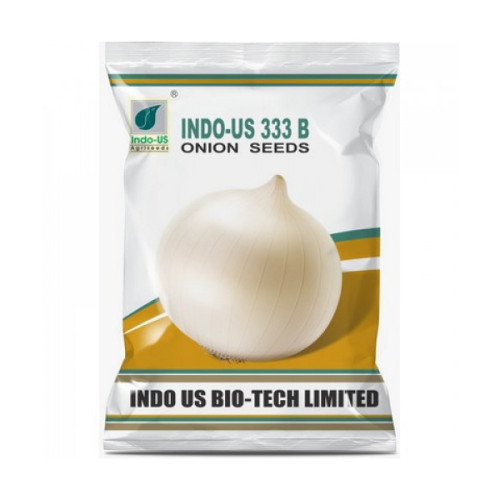 ®
Indo-US
Agriseeds
INDO-US 333 B
ONION SEEDS
INDO US BIO-TECH LIMITED